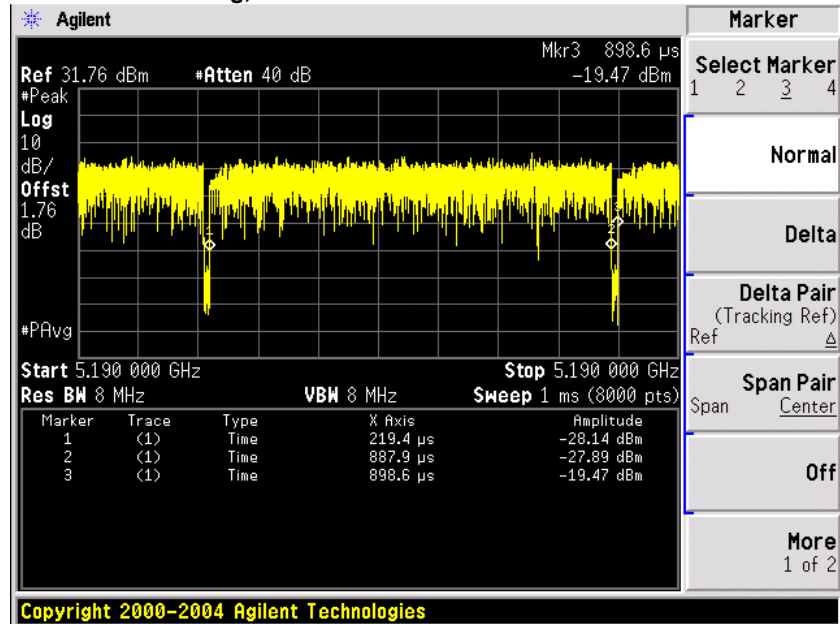 Agilent
Marker
Mkr3 898.6 µs
Ref 31.76 dBm #Atten 40 dB -19.47 dBm
#Peak
Log
10
dB/
Offst
1.76
dB
1
2
3
#PAvg
Start 5.190 000 GHz Stop 5.190 000 GHz
Res BW 8 MHz VBW 8 MHz Sweep 1 ms (8000 pts)
Marker Trace Type X Axis Amplitude
1 (1) Time 219.4 µs -28.14 dBm
2 (1) Time 887.9 µs -27.89 dBm
3 (1) Time 898.6 µs -19.47 dBm
Select Marker
1 2 3 4
Normal
Delta
Delta Pair
(Tracking Ref)
Ref Δ
Span Pair
Span Center
Off
More
1 of 2
Copyright 2000-2004 Agilent Technologies